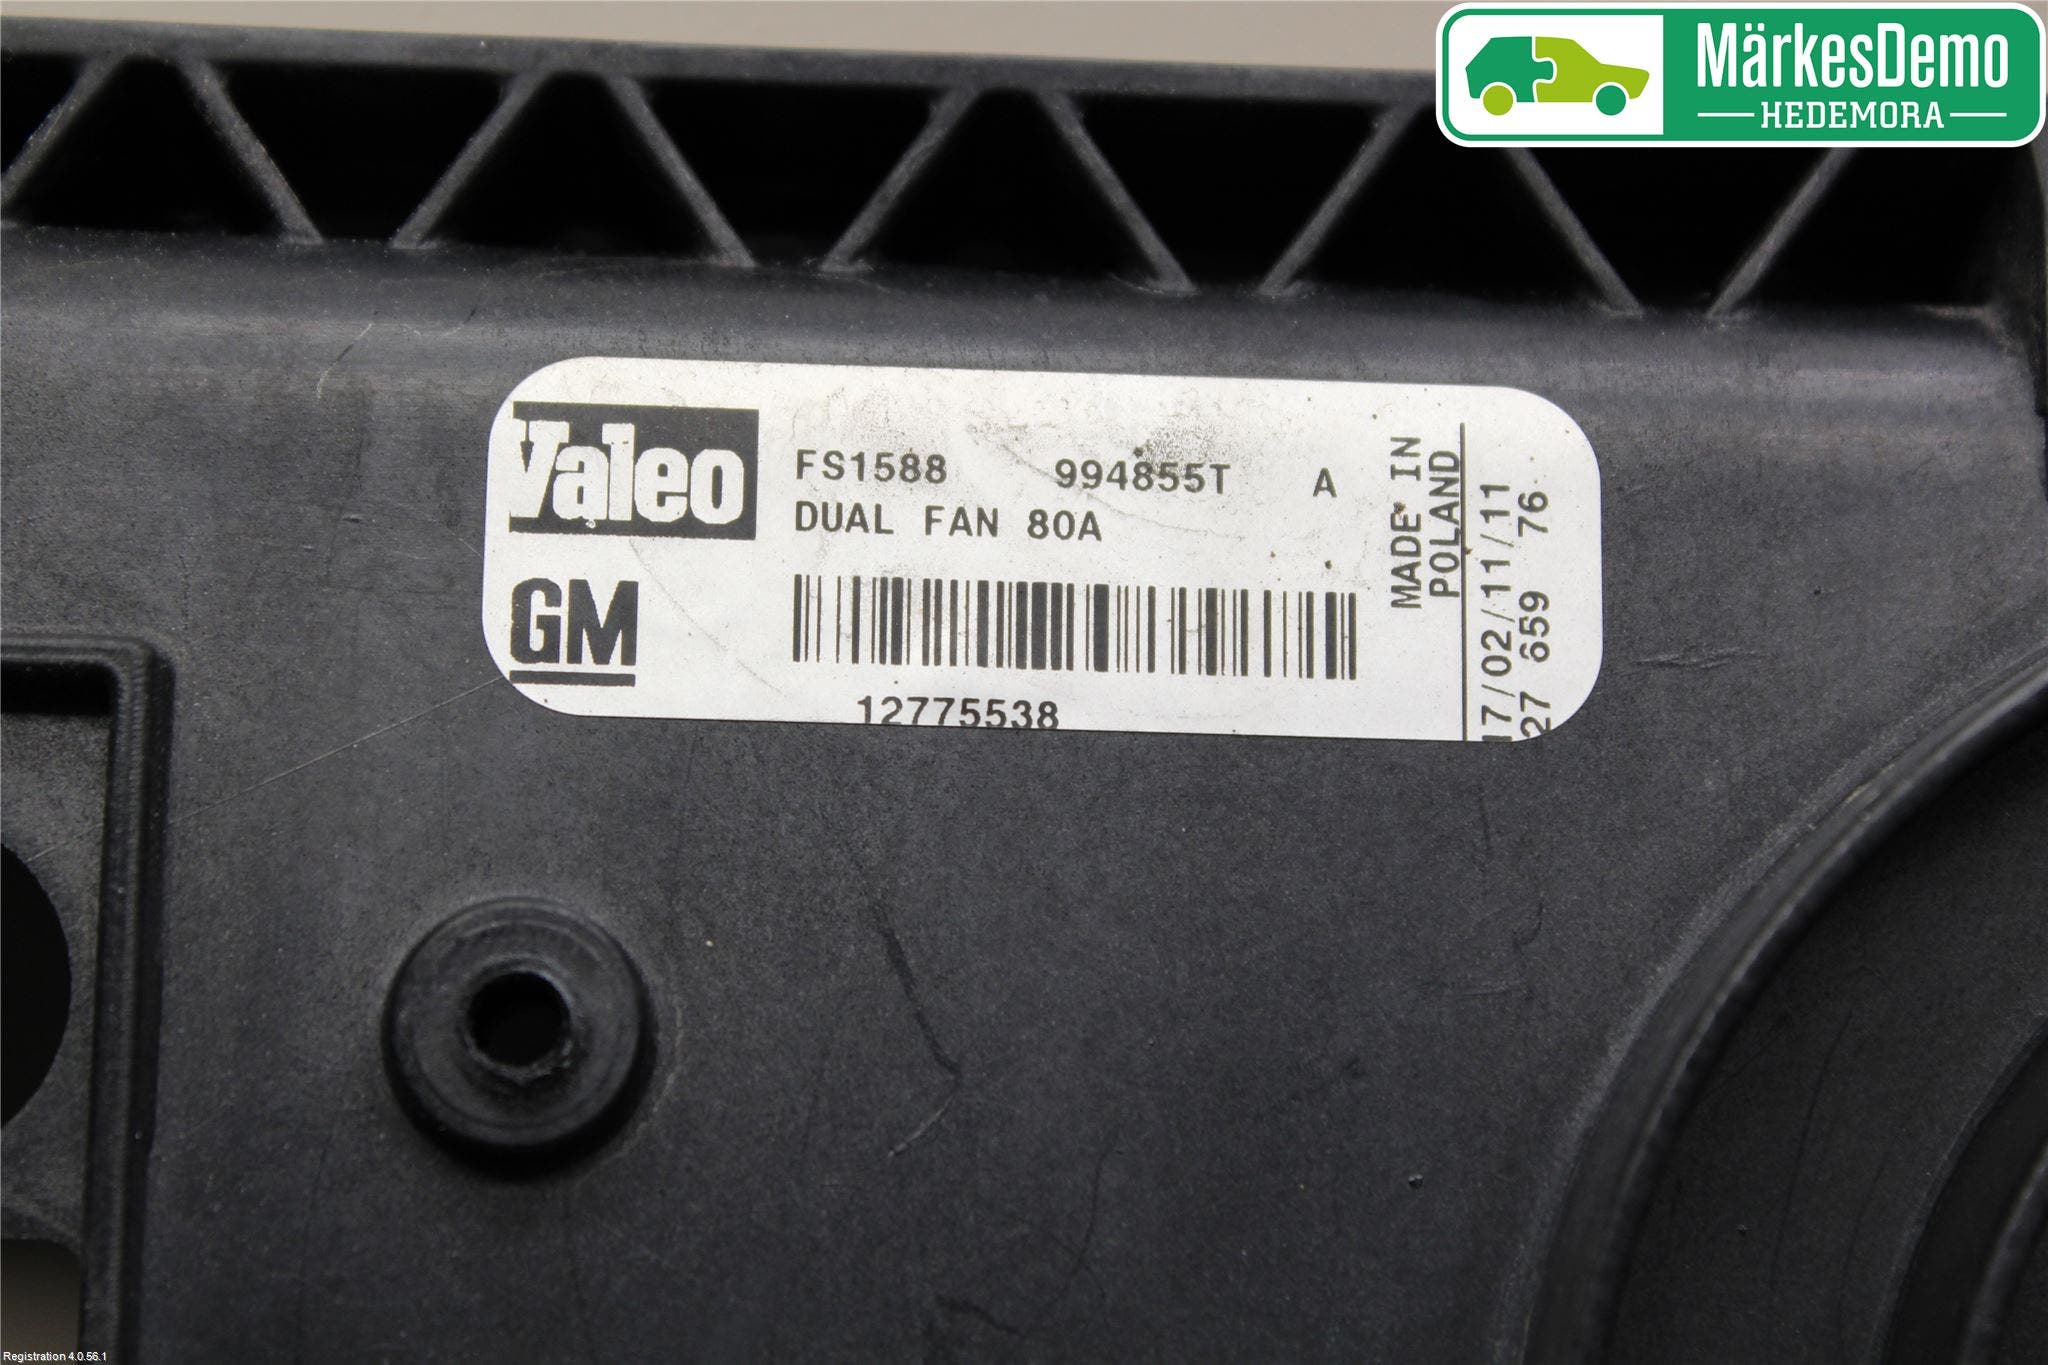 MärkesDemo
HEDEMORA
Valeo
FS1588 994855T A
DUAL FAN 80A
GM
12775538
MADE IN
POLAND
17/02/11/11
27 659 76
Registration 4.0.56.1